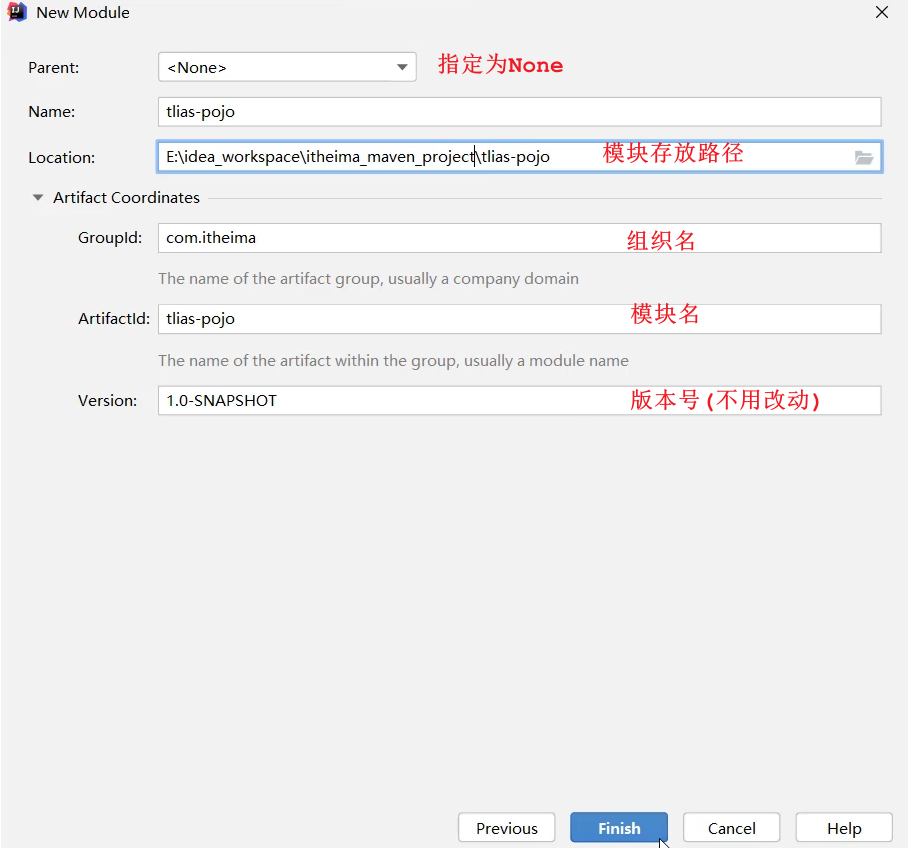 New Module
Parent: <None> 指定为None
Name: tlias-pojo
Location: E:\idea_workspace\itheima_maven_project\tlias-pojo 模块存放路径
Artifact Coordinates
GroupId: com.itheima 组织名
The name of the artifact group, usually a company domain
ArtifactId: tlias-pojo 模块名
The name of the artifact within the group, usually a module name
Version: 1.0-SNAPSHOT 版本号(不用改动)
Previous Finish Cancel Help